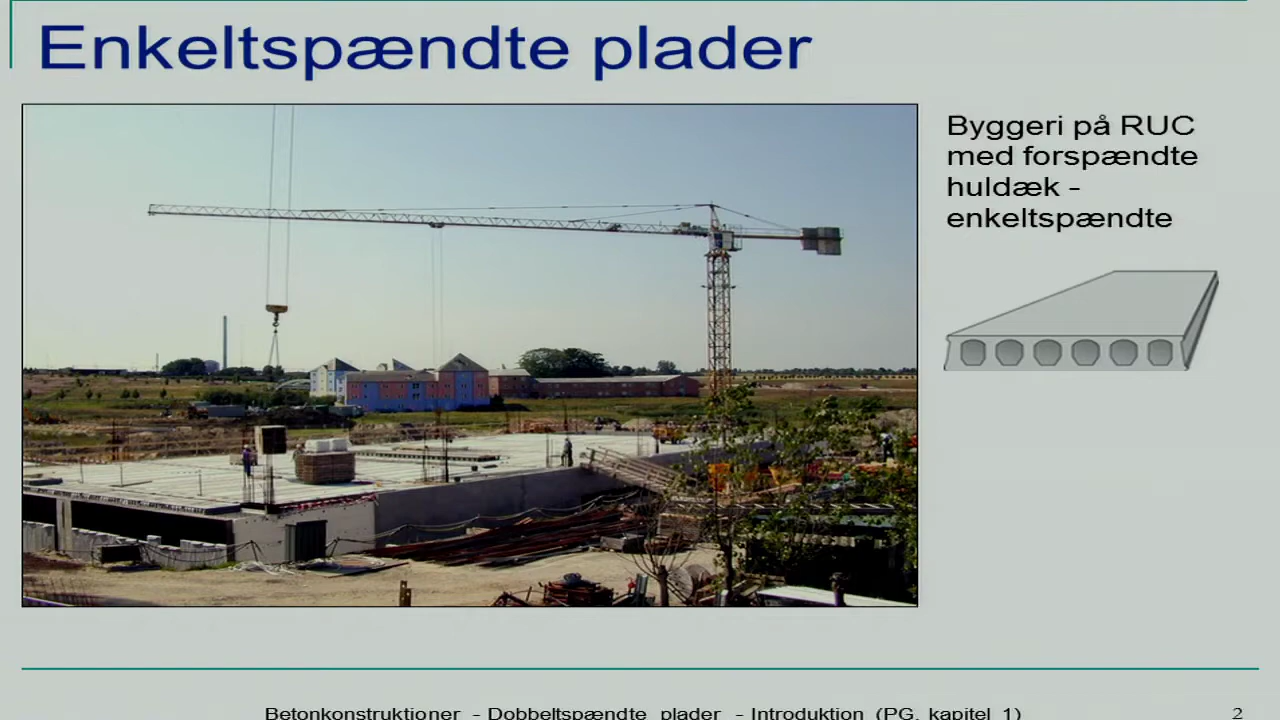 Enkeltspændte plader
Byggeri på RUC
med forspændte
huldæk -
enkeltspændte
Betonkonstruktioner - Dobbeltspændte plader - Introduktion (PG, kapitel 1)
2